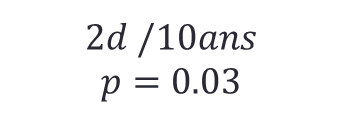 2d /10ans
p = 0.03